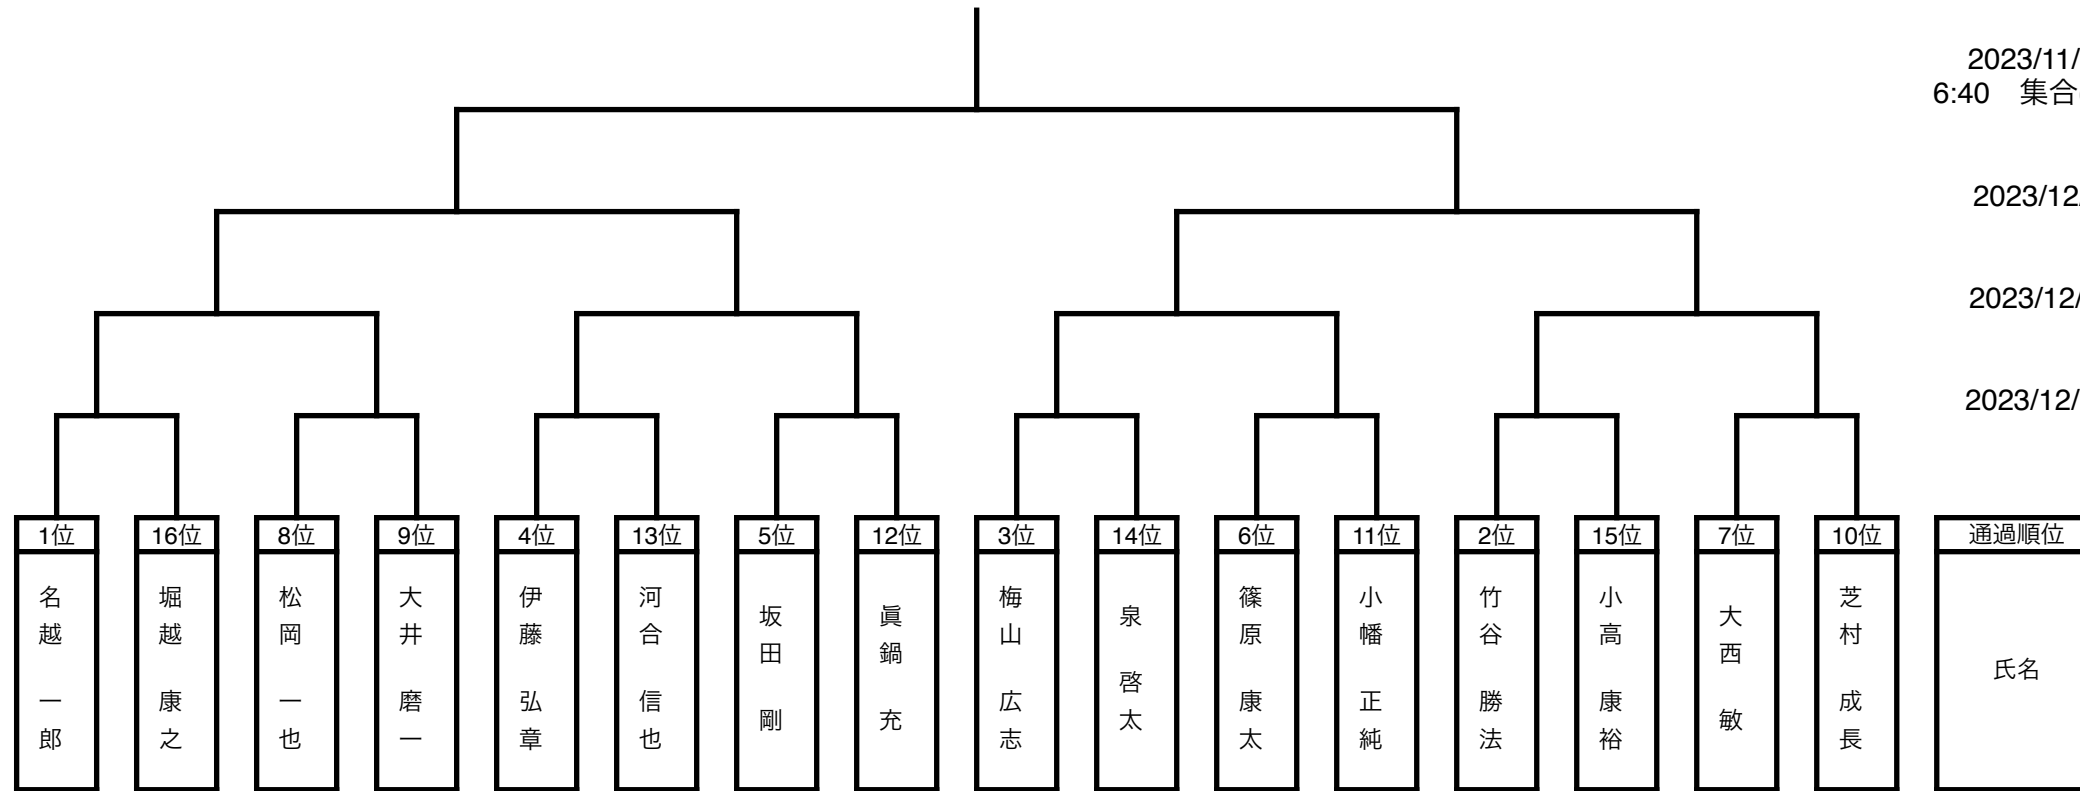 2023/11/
6:40　集合
2023/12/
2023/12/
2023/12/
1位
16位
8位
9位
4位
13位
5位
12位
3位
14位
6位
11位
2位
15位
7位
10位
通過順位
名越　一郎
堀越　康之
松岡　一也
大井　磨一
伊藤　弘章
河合　信也
坂田　剛
眞鍋　充
梅山　広志
泉　啓太
篠原　康太
小幡　正純
竹谷　勝法
小高　康裕
大西　敏
芝村　成長
氏名